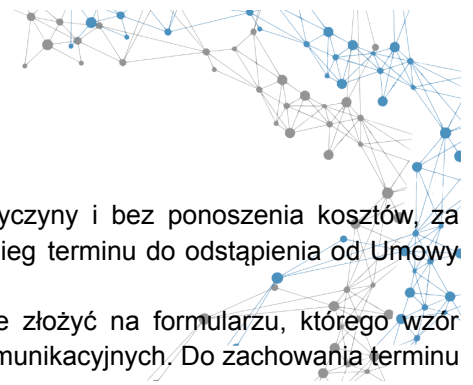 yczyny i bez ponoszenia kosztów, za
ieg terminu do odstąpienia od Umowy
e złożyć na formularzu, którego wzór
munikacyjnych. Do zachowania terminu